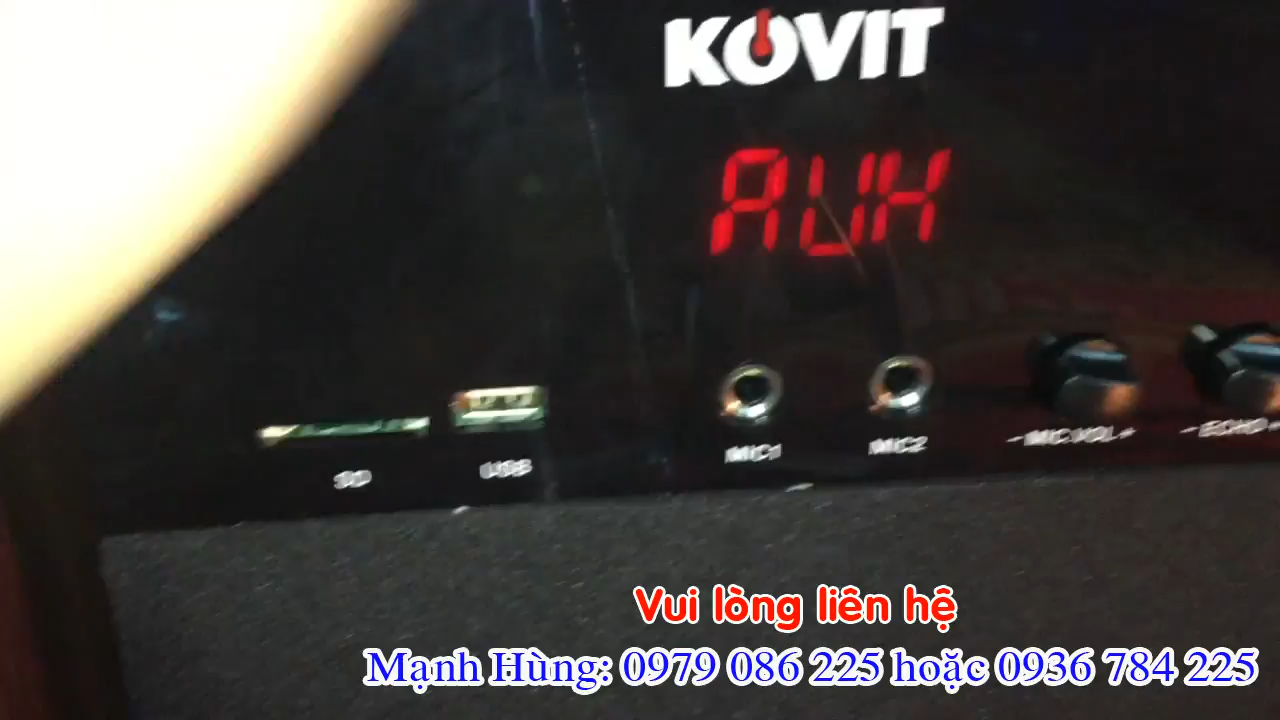 KOVIT
AUX
SD
USB
MIC1
MIC2
- MIC.VOL +
- ECHO +
Vui lòng liên hệ
Mạnh Hùng: 0979 086 225 hoặc 0936 784 225